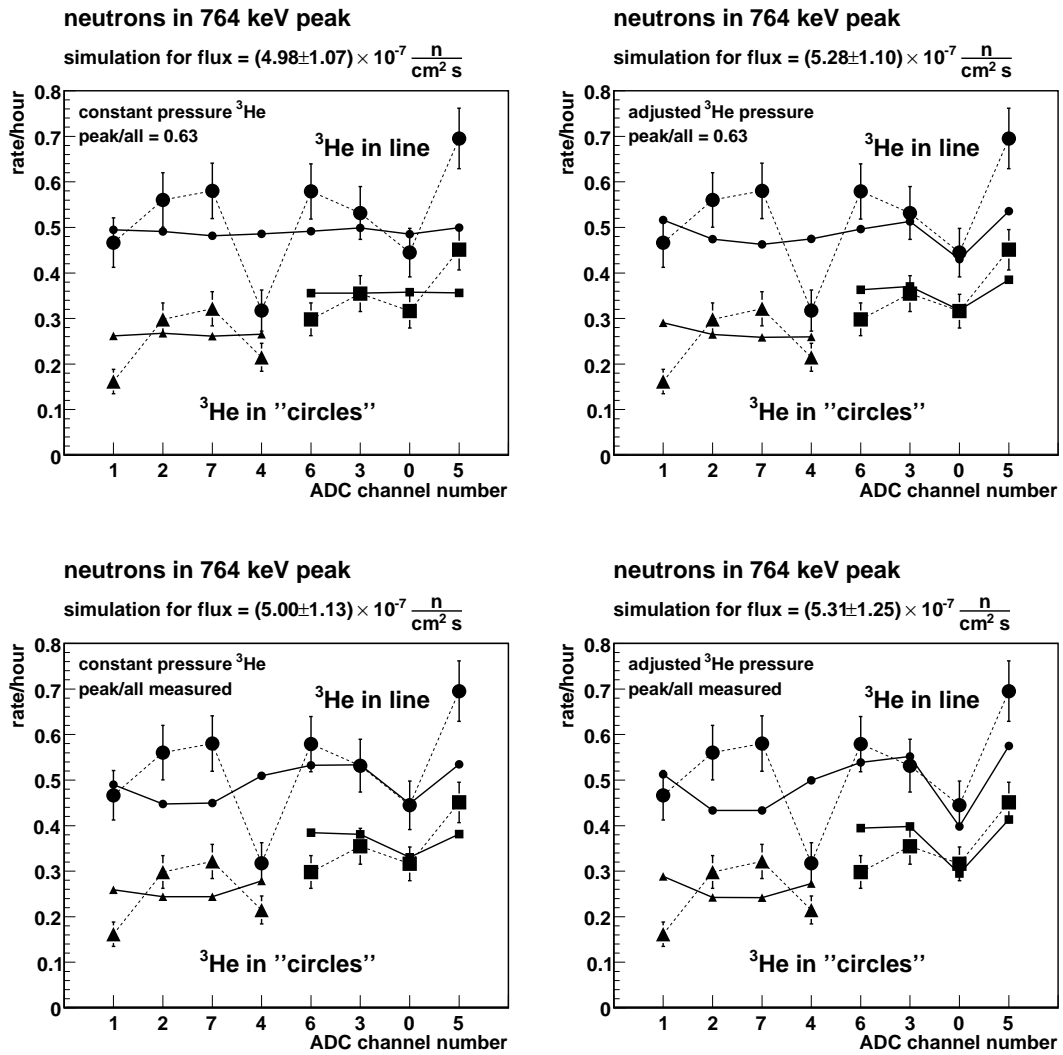 neutrons in 764 keV peak
simulation for flux = (4.98±1.07) × 10⁻⁷ n/cm² s
rate/hour
constant pressure ³He
peak/all = 0.63
³He in line
³He in ’’circles’’
0.8
0.7
0.6
0.5
0.4
0.3
0.2
0.1
0
1 2 7 4 6 3 0 5
ADC channel number
neutrons in 764 keV peak
simulation for flux = (5.28±1.10) × 10⁻⁷ n/cm² s
rate/hour
adjusted ³He pressure
peak/all = 0.63
³He in line
³He in ’’circles’’
0.8
0.7
0.6
0.5
0.4
0.3
0.2
0.1
0
1 2 7 4 6 3 0 5
ADC channel number
neutrons in 764 keV peak
simulation for flux = (5.00±1.13) × 10⁻⁷ n/cm² s
rate/hour
constant pressure ³He
peak/all measured
³He in line
³He in ’’circles’’
0.8
0.7
0.6
0.5
0.4
0.3
0.2
0.1
0
1 2 7 4 6 3 0 5
ADC channel number
neutrons in 764 keV peak
simulation for flux = (5.31±1.25) × 10⁻⁷ n/cm² s
rate/hour
adjusted ³He pressure
peak/all measured
³He in line
³He in ’’circles’’
0.8
0.7
0.6
0.5
0.4
0.3
0.2
0.1
0
1 2 7 4 6 3 0 5
ADC channel number